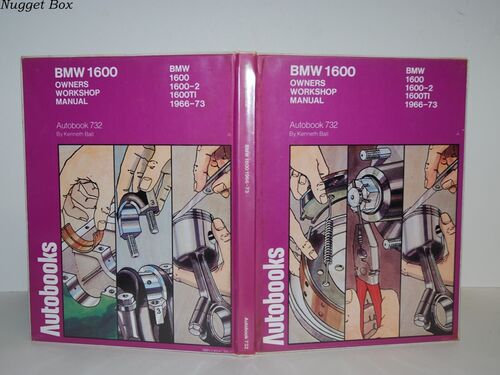 Nugget Box
BMW 1600
OWNERS
WORKSHOP
MANUAL
BMW
1600
1600-2
1600TI
1966-73
Autobook 732
By Kenneth Ball
Autobooks
BMW 1600 1966-73
Autobook 732
BMW 1600
OWNERS
WORKSHOP
MANUAL
BMW
1600
1600-2
1600TI
1966-73
Autobook 732
By Kenneth Ball
Autobooks